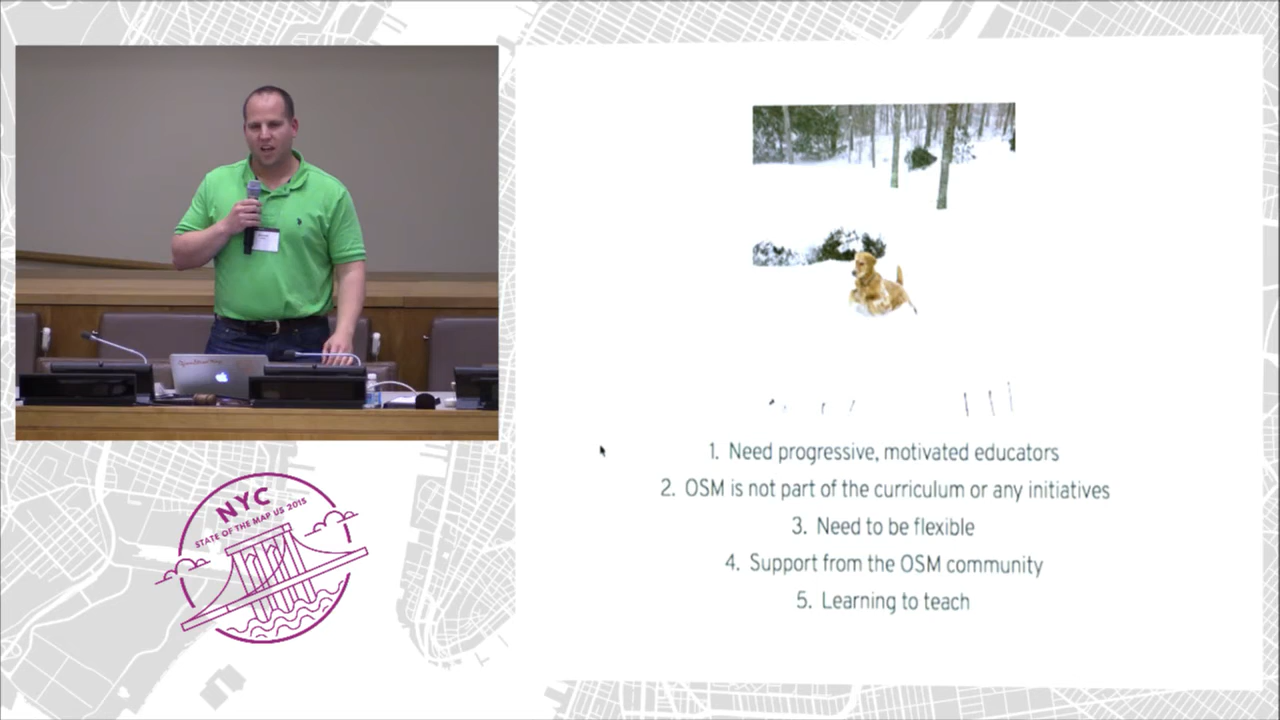 1. Need progressive, motivated educators
2. OSM is not part of the curriculum or any initiatives
3. Need to be flexible
4. Support from the OSM community
5. Learning to teach
NYC
STATE OF THE MAP US 2015